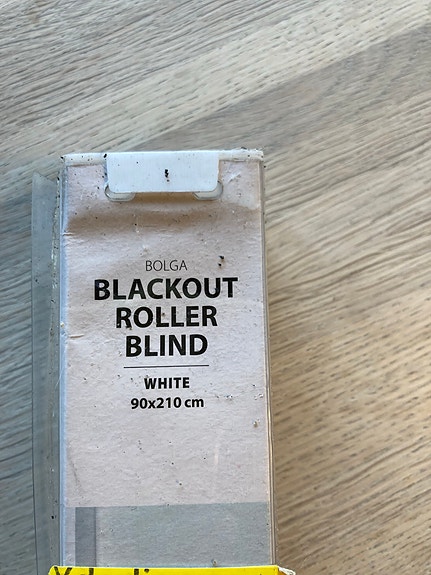 BOLGA
BLACKOUT
ROLLER
BLIND
WHITE
90x210 cm